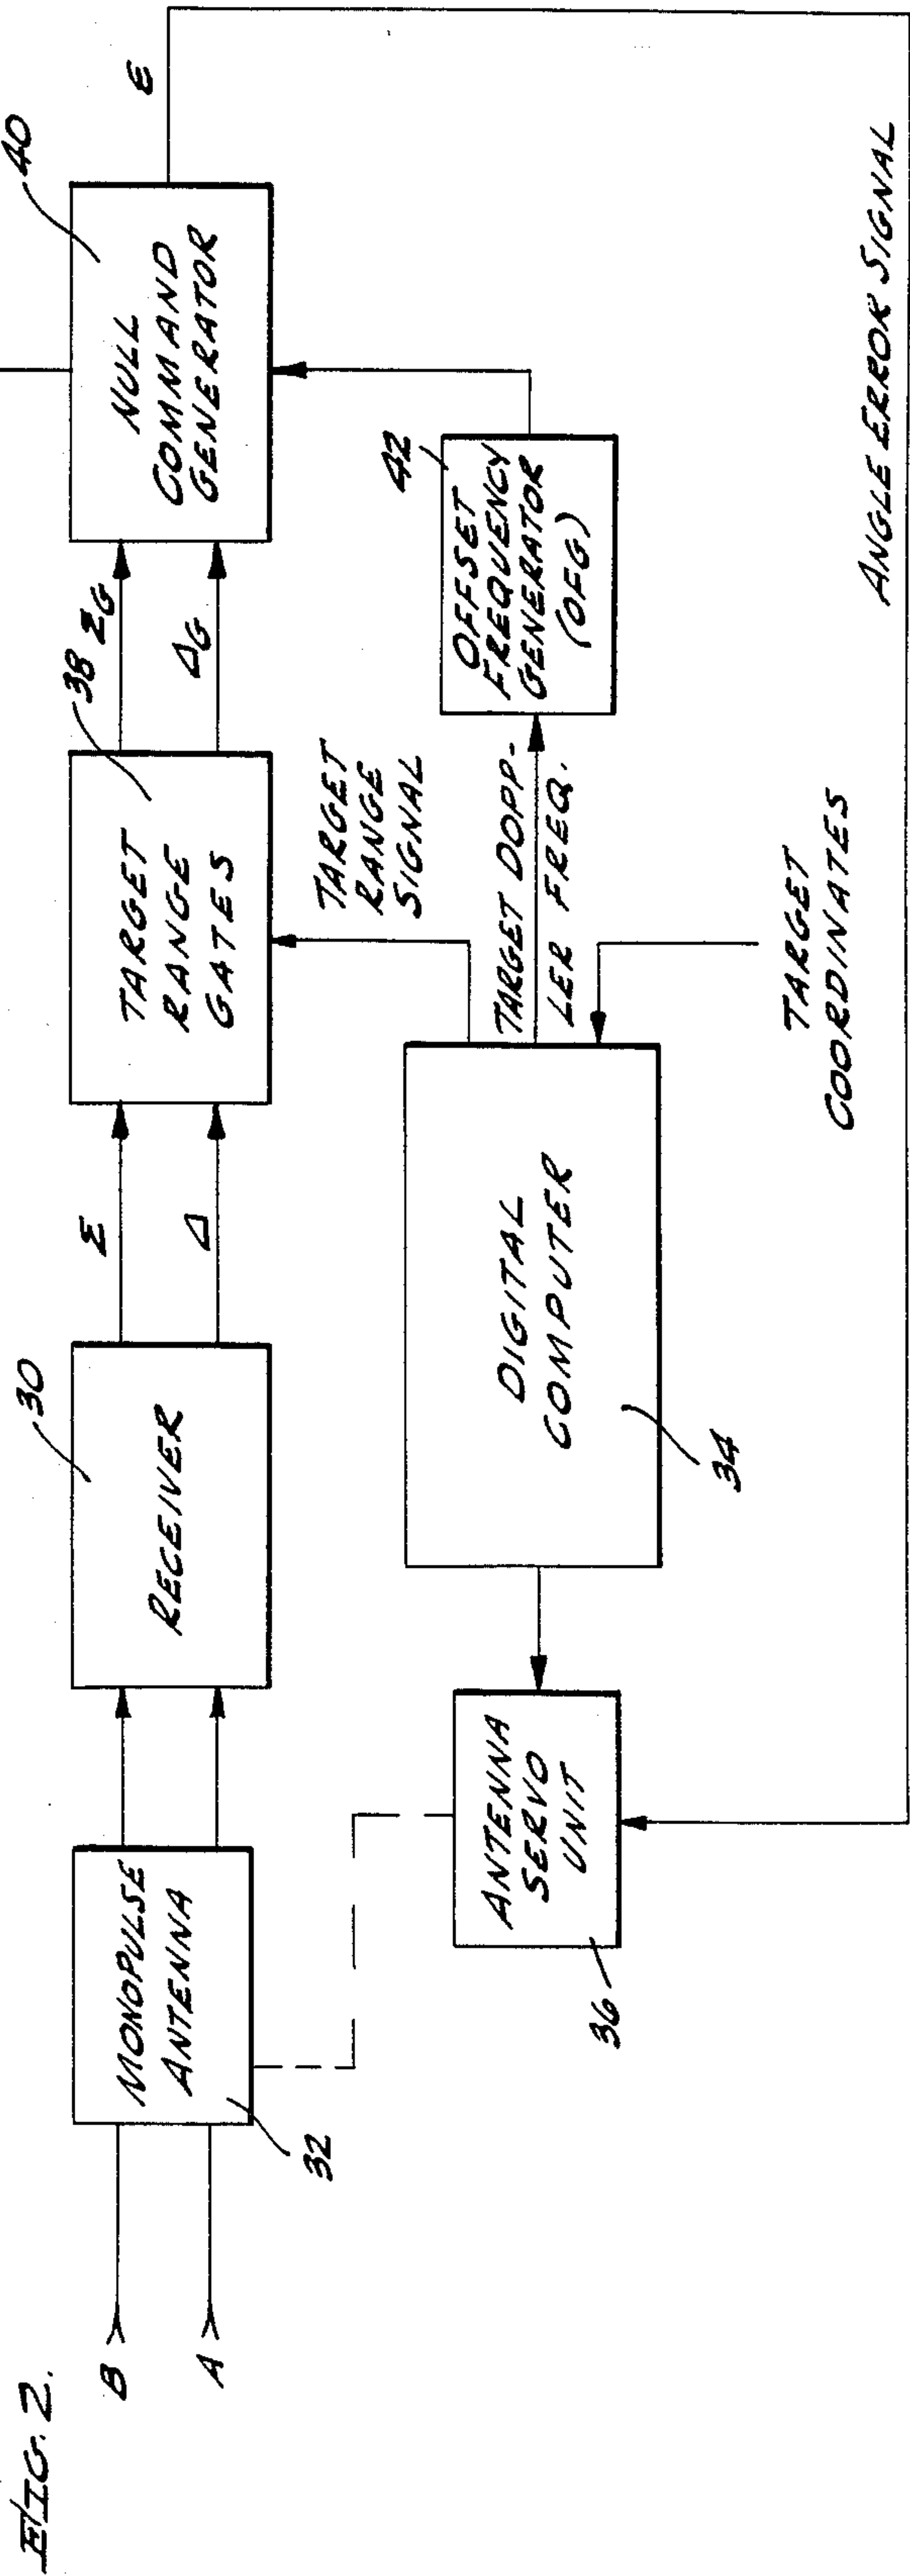 FIG. 2.
B
A
MONOPULSE
ANTENNA
32
RECEIVER
30
Σ
Δ
TARGET
RANGE
GATES
38
ΣG
ΔG
NULL
COMMAND
GENERATOR
40
ε
TARGET
RANGE
SIGNAL
OFFSET
FREQUENCY
GENERATOR
(OFG)
42
TARGET DOPP-
LER FREQ.
DIGITAL
COMPUTER
34
ANTENNA
SERVO
UNIT
36
TARGET
COORDINATES
ANGLE ERROR SIGNAL